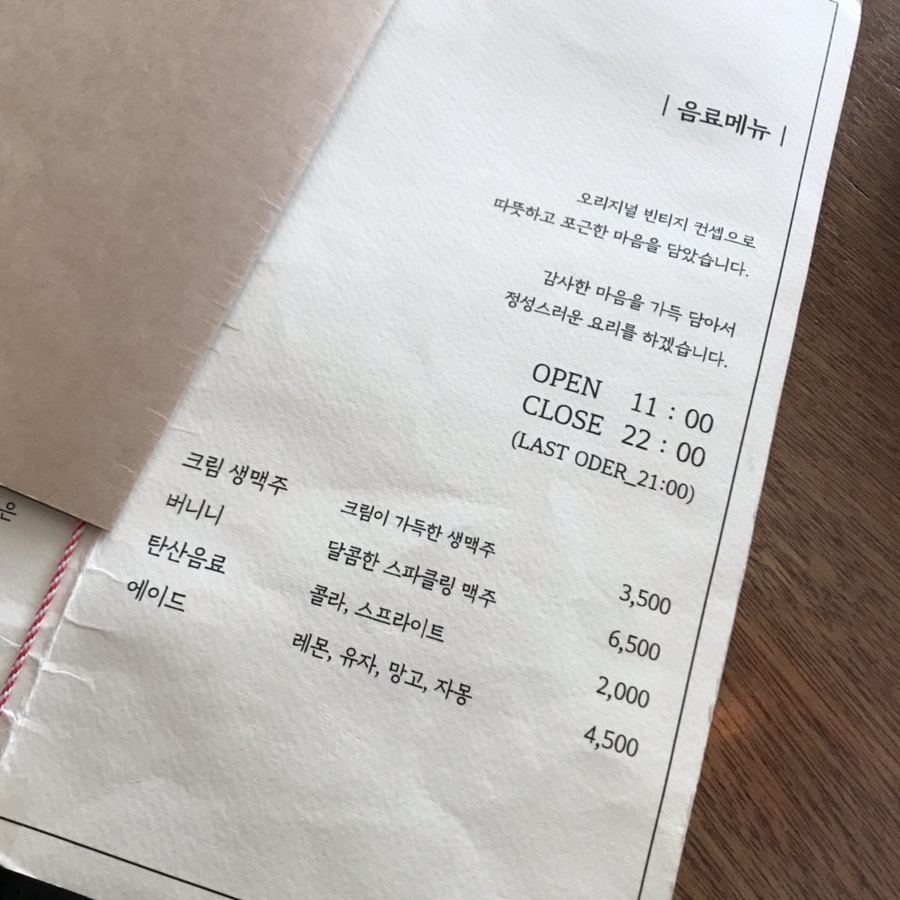 | 음료메뉴 |
오리지널 빈티지 컨셉으로
따뜻하고 포근한 마음을 담았습니다.
감사한 마음을 가득 담아서
정성스러운 요리를 하겠습니다.
OPEN 11 : 00
CLOSE 22 : 00
(LAST ODER_21:00)
크림 생맥주 크림이 가득한 생맥주 3,500
버니니 달콤한 스파클링 맥주 6,500
탄산음료 콜라, 스프라이트 2,000
에이드 레몬, 유자, 망고, 자몽 4,500
은